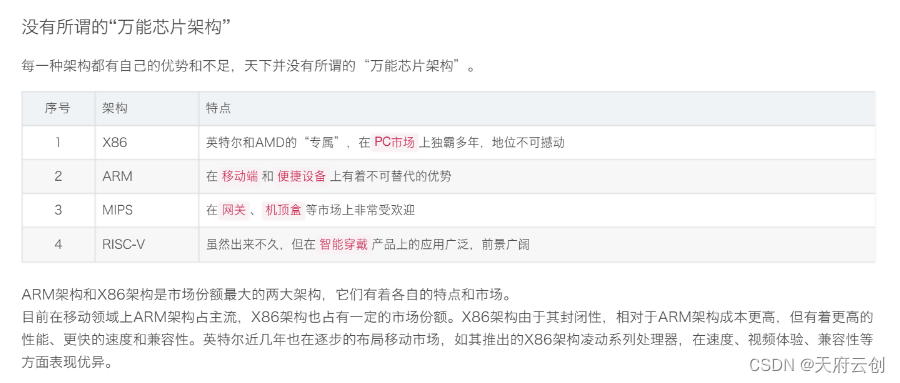 没有所谓的“万能芯片架构”
每一种架构都有自己的优势和不足，天下并没有所谓的“万能芯片架构”。
序号 架构 特点
1 X86 英特尔和AMD的“专属”，在 PC市场 上独霸多年，地位不可撼动
2 ARM 在 移动端 和 便捷设备 上有着不可替代的优势
3 MIPS 在 网关 、 机顶盒 等市场上非常受欢迎
4 RISC-V 虽然出来不久，但在 智能穿戴 产品上的应用广泛，前景广阔
ARM架构和X86架构是市场份额最大的两大架构，它们有着各自的特点和市场。
目前在移动领域上ARM架构占主流，X86架构也占有一定的市场份额。X86架构由于其封闭性，相对于ARM架构成本更高，但有着更高的
性能、更快的速度和兼容性。英特尔近几年也在逐步的布局移动市场，如其推出的X86架构凌动系列处理器，在速度、视频体验、兼容性等
方面表现优异。
CSDN @天府云创